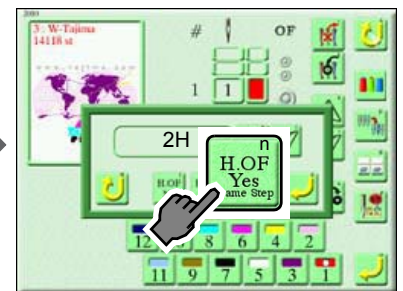 2089
3 : W-Tajima
14118 st
www.tajima.com
# OF
1 1
2H
n
H.OF
Yes
ame Step
H.OF
12 8 6 4 2
11 9 7 5 3 1